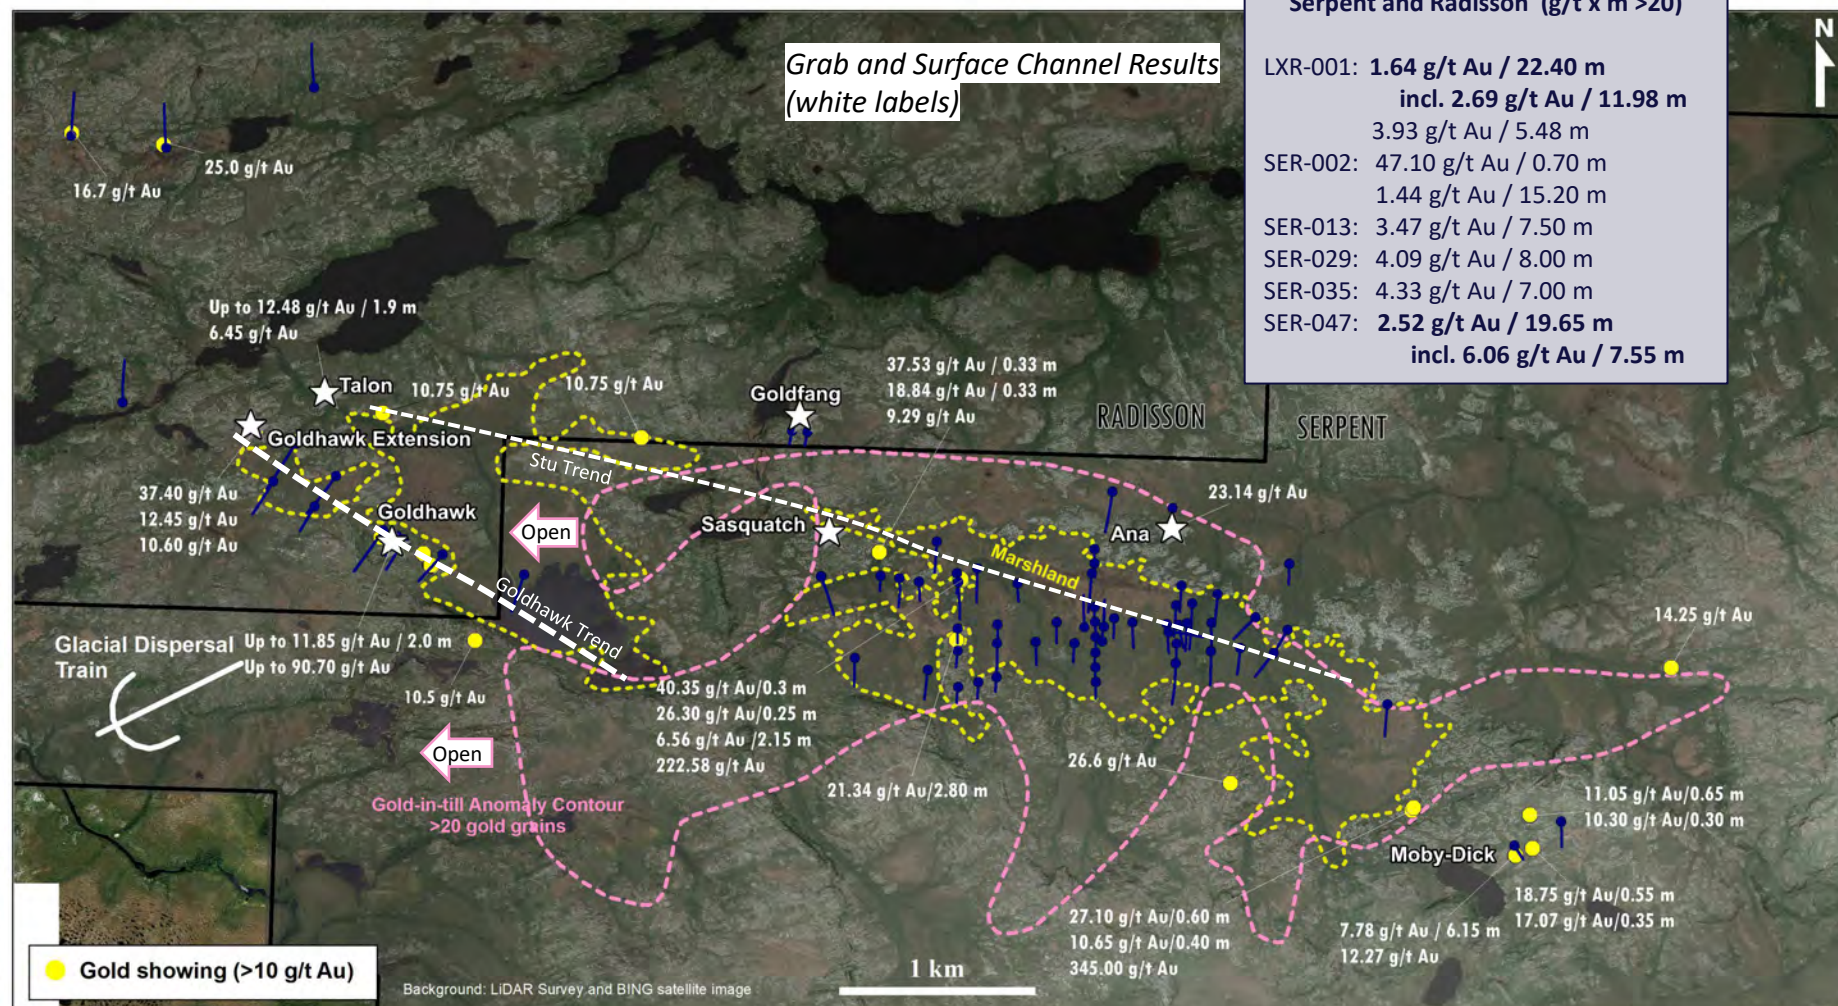 Serpent and Radisson (g/t x m >20)
N
Grab and Surface Channel Results
(white labels)
LXR-001: 1.64 g/t Au / 22.40 m
incl. 2.69 g/t Au / 11.98 m
3.93 g/t Au / 5.48 m
SER-002: 47.10 g/t Au / 0.70 m
1.44 g/t Au / 15.20 m
SER-013: 3.47 g/t Au / 7.50 m
SER-029: 4.09 g/t Au / 8.00 m
SER-035: 4.33 g/t Au / 7.00 m
SER-047: 2.52 g/t Au / 19.65 m
incl. 6.06 g/t Au / 7.55 m
25.0 g/t Au
16.7 g/t Au
Up to 12.48 g/t Au / 1.9 m
6.45 g/t Au
37.53 g/t Au / 0.33 m
18.84 g/t Au / 0.33 m
9.29 g/t Au
Talon
10.75 g/t Au
10.75 g/t Au
Goldfang
RADISSON
SERPENT
Goldhawk Extension
Stu Trend
37.40 g/t Au
12.45 g/t Au
10.60 g/t Au
Goldhawk
Open
Sasquatch
Ana
23.14 g/t Au
Marshland
Goldhawk Trend
14.25 g/t Au
Glacial Dispersal
Train
Up to 11.85 g/t Au / 2.0 m
Up to 90.70 g/t Au
10.5 g/t Au
40.35 g/t Au/0.3 m
26.30 g/t Au/0.25 m
6.56 g/t Au /2.15 m
222.58 g/t Au
Open
21.34 g/t Au/2.80 m
26.6 g/t Au
Gold-in-till Anomaly Contour
>20 gold grains
11.05 g/t Au/0.65 m
10.30 g/t Au/0.30 m
Moby-Dick
18.75 g/t Au/0.55 m
17.07 g/t Au/0.35 m
27.10 g/t Au/0.60 m
10.65 g/t Au/0.40 m
345.00 g/t Au
7.78 g/t Au / 6.15 m
12.27 g/t Au
Gold showing (>10 g/t Au)
1 km
Background: LiDAR Survey and BING satellite image